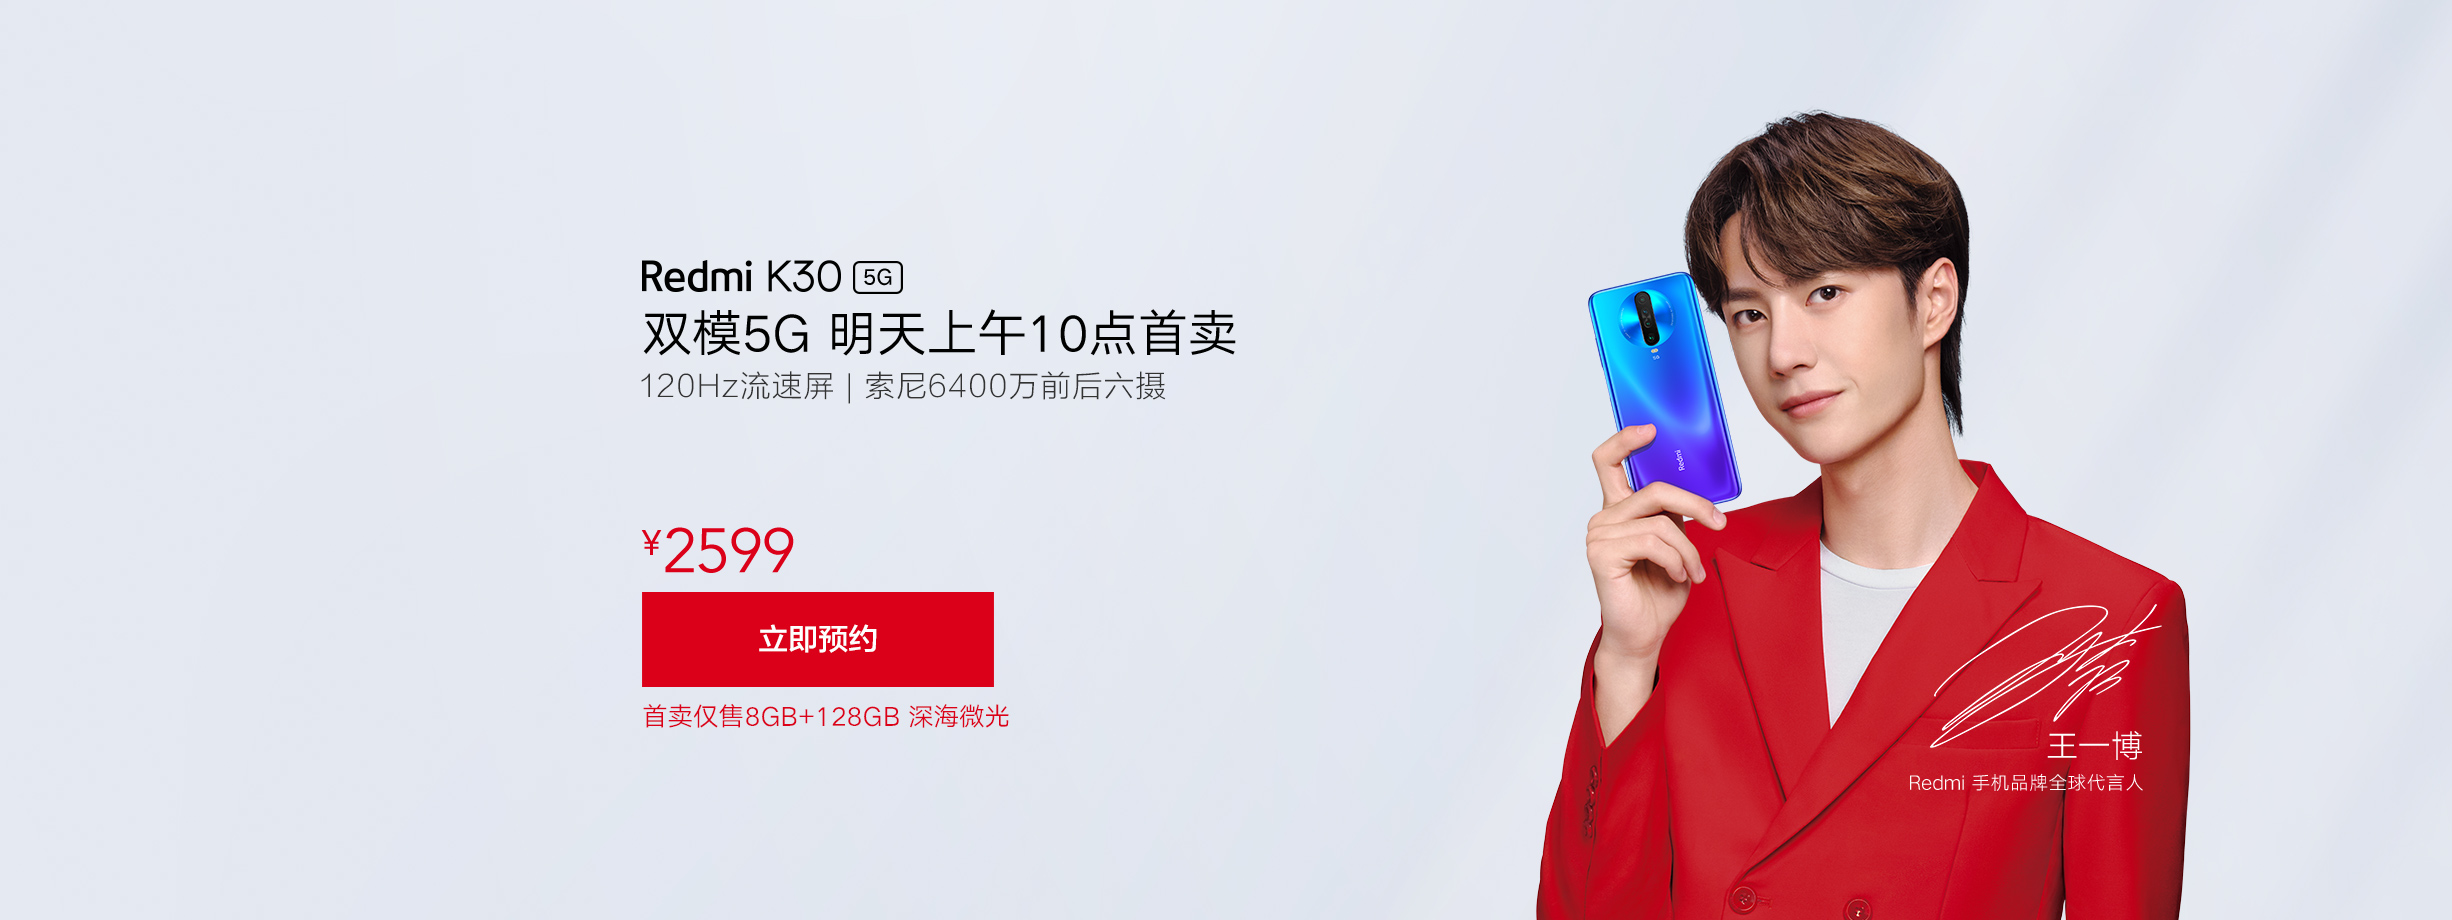 Redmi K30 5G
双模5G 明天上午10点首卖
120Hz流速屏 | 索尼6400万前后六摄
¥2599
立即预约
首卖仅售8GB+128GB 深海微光
5G
Redmi
王一博
Redmi 手机品牌全球代言人